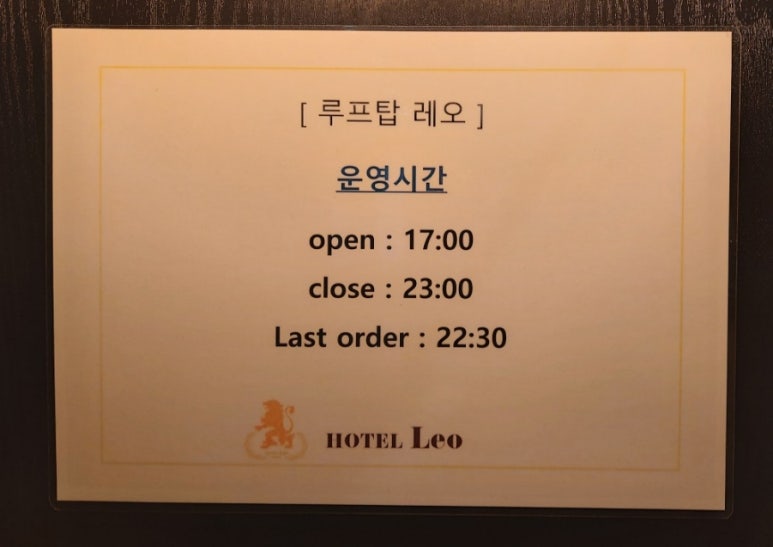 [ 루프탑 레오 ]
운영시간
open : 17:00
close : 23:00
Last order : 22:30
HOTEL Leo